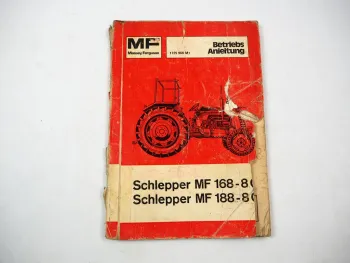 MF
Massey Ferguson
Betriebs
Anleitung
Schlepper MF 168-8
Schlepper MF 188-8